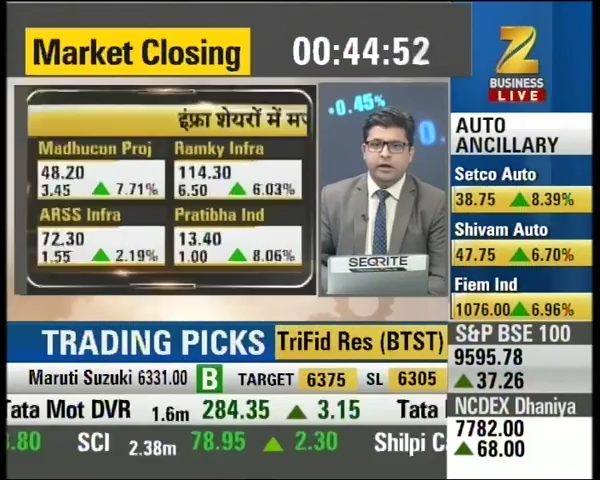 Market Closing
00:44:52
Z
BUSINESS
LIVE
इंफ्रा शेयरों में
Madhucun Proj
48.20
3.45 7.71%
Ramky Infra
114.30
6.50 6.03%
ARSS Infra
72.30
1.55 2.19%
Pratibha Ind
13.40
1.00 8.06%
+0.45%
0.
SEQRITE
AUTO
ANCILLARY
Setco Auto
38.75 8.39%
Shivam Auto
47.75 6.70%
Fiem Ind
1076.00 6.96%
S&P BSE 100
9595.78
37.26
NCDEX Dhaniya
7782.00
68.00
TRADING PICKS
TriFid Res (BTST)
Maruti Suzuki 6331.00 B TARGET 6375 SL 6305
Tata Mot DVR 1.6m 284.35 3.15 Tata
.80 SCI 2.38m 78.95 2.30 Shilpi C